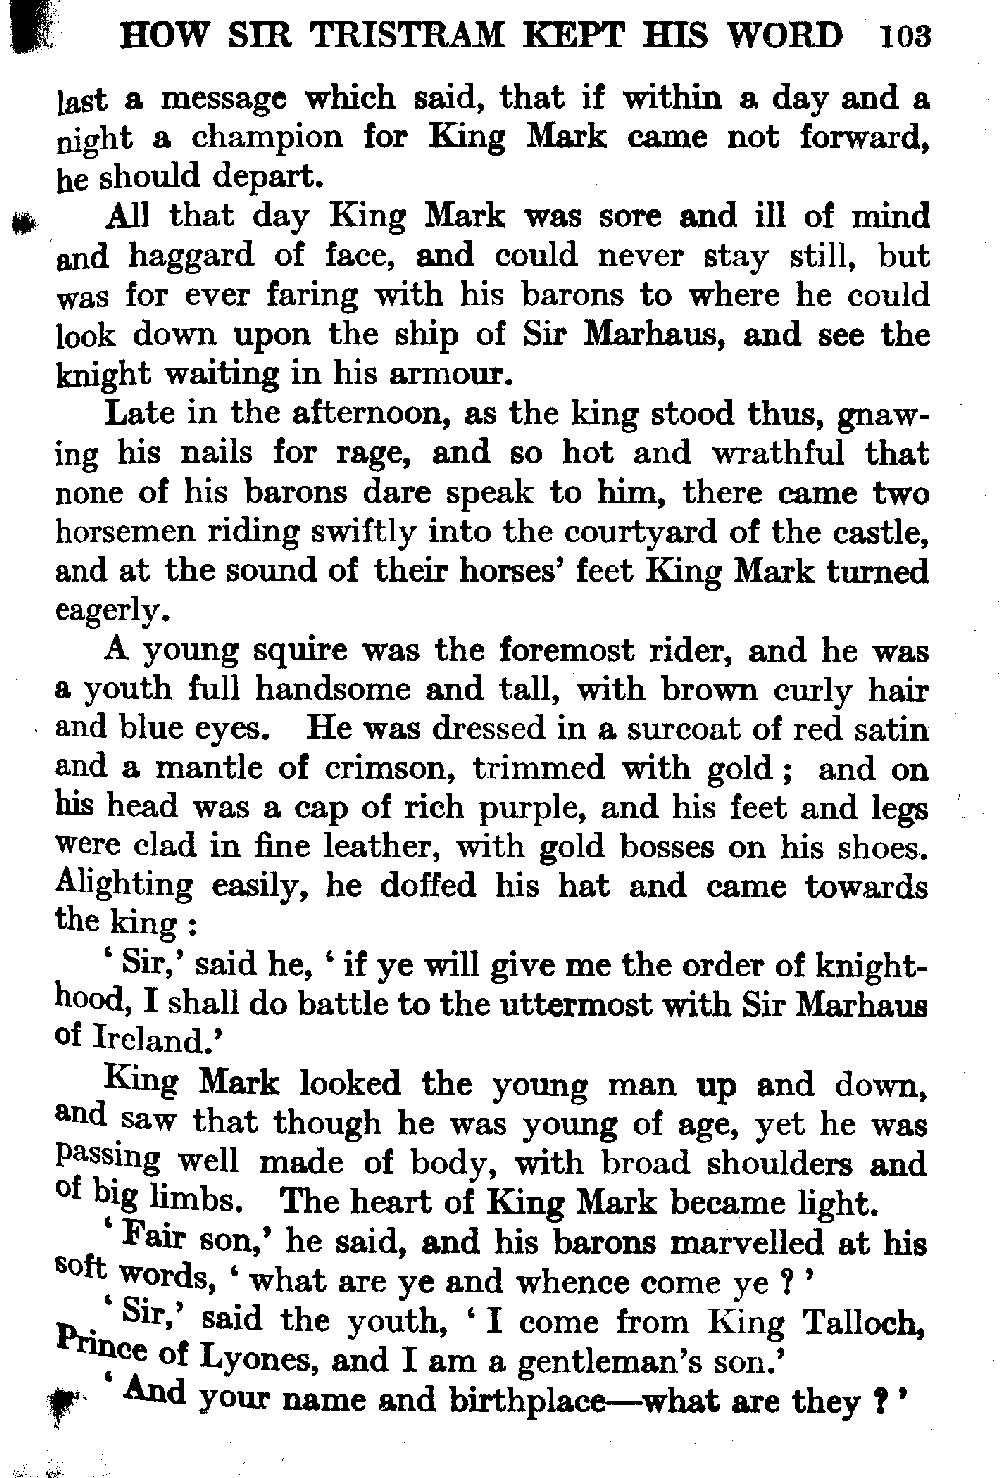 HOW SIR TRISTRAM KEPT HIS WORD 103
last a message which said, that if within a day and a
night a champion for King Mark came not forward,
he should depart.
All that day King Mark was sore and ill of mind
and haggard of face, and could never stay still, but
was for ever faring with his barons to where he could
look down upon the ship of Sir Marhaus, and see the
knight waiting in his armour.
Late in the afternoon, as the king stood thus, gnaw-
ing his nails for rage, and so hot and wrathful that
none of his barons dare speak to him, there came two
horsemen riding swiftly into the courtyard of the castle,
and at the sound of their horses’ feet King Mark turned
eagerly.
A young squire was the foremost rider, and he was
a youth full handsome and tall, with brown curly hair
and blue eyes. He was dressed in a surcoat of red satin
and a mantle of crimson, trimmed with gold ; and on
his head was a cap of rich purple, and his feet and legs
were clad in fine leather, with gold bosses on his shoes.
Alighting easily, he doffed his hat and came towards
the king :
‘ Sir,’ said he, ‘ if ye will give me the order of knight-
hood, I shall do battle to the uttermost with Sir Marhaus
of Ireland.’
King Mark looked the young man up and down,
and saw that though he was young of age, yet he was
passing well made of body, with broad shoulders and
of big limbs. The heart of King Mark became light.
‘ Fair son,’ he said, and his barons marvelled at his
soft words, ‘ what are ye and whence come ye ? ’
‘ Sir,’ said the youth, ‘ I come from King Talloch,
Prince of Lyones, and I am a gentleman’s son.’
‘ And your name and birthplace—what are they ? ’